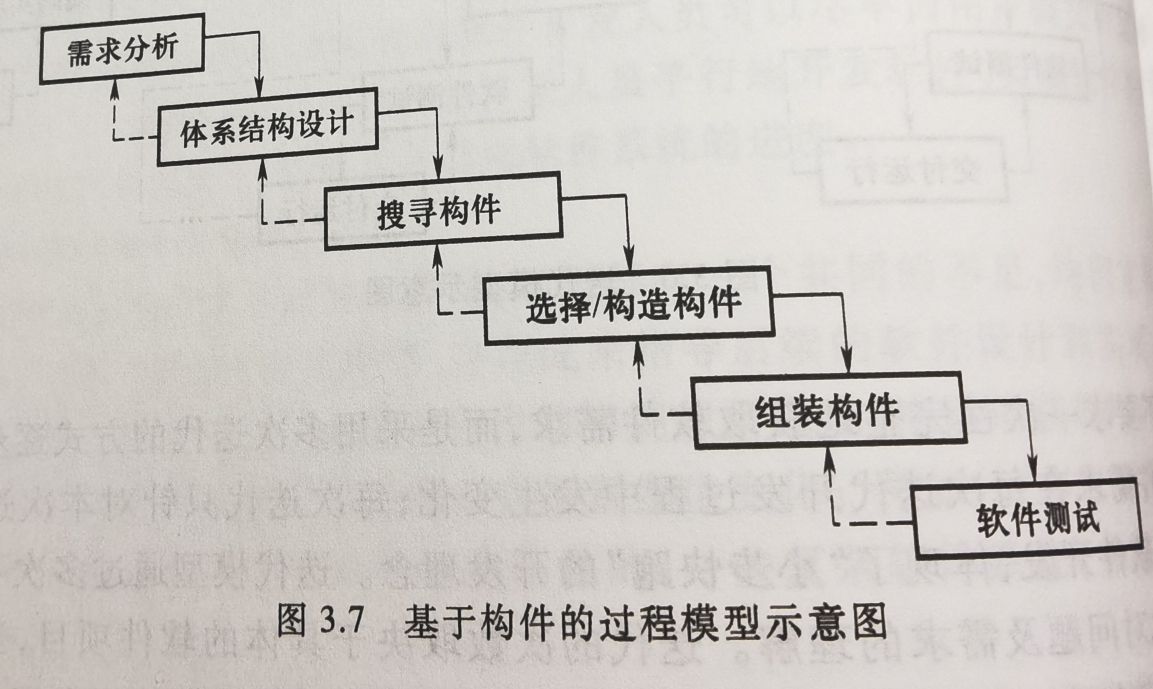 需求分析
体系结构设计
搜寻构件
选择/构造构件
组装构件
软件测试
图 3.7 基于构件的过程模型示意图